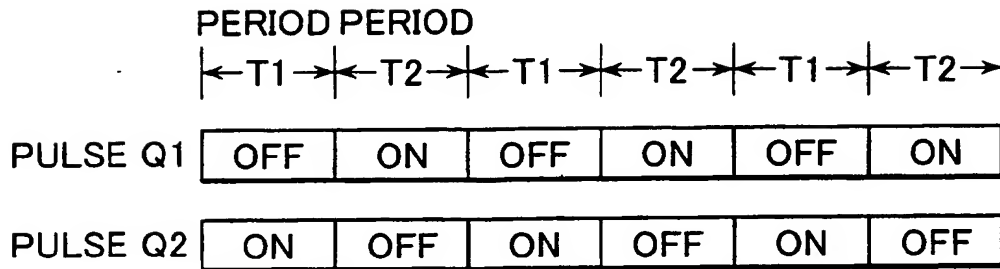 PERIOD PERIOD
T1 T2 T1 T2 T1 T2
PULSE Q1 OFF ON OFF ON OFF ON
PULSE Q2 ON OFF ON OFF ON OFF